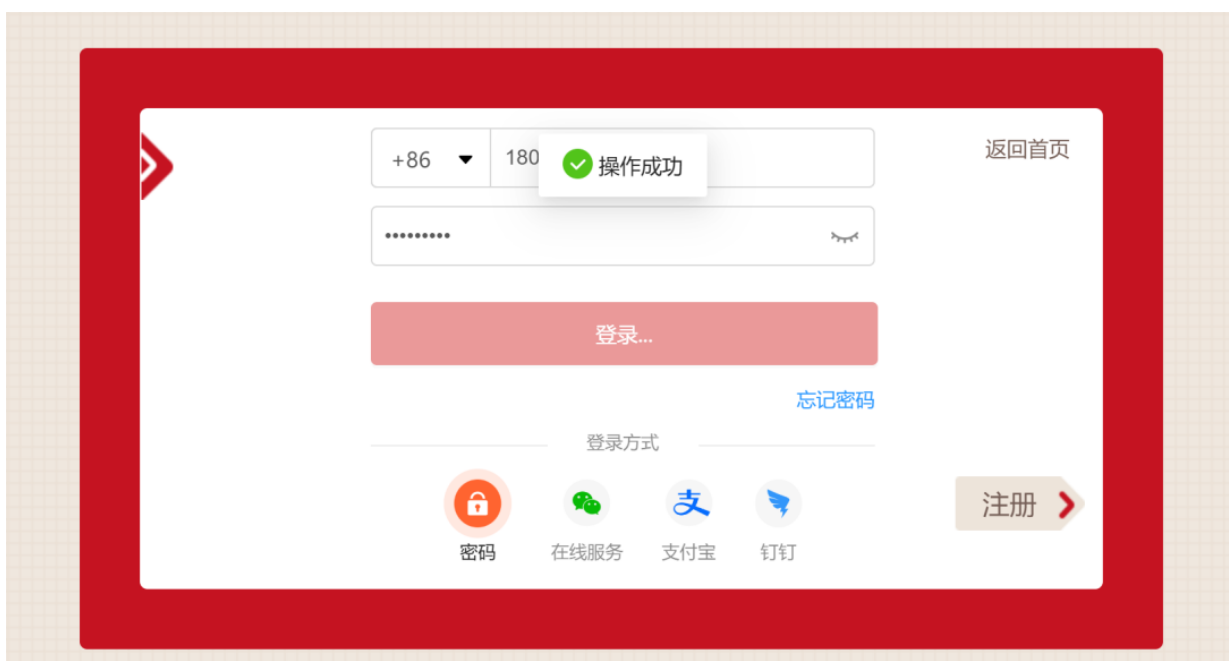 +86
180
操作成功
返回首页
•••••••••
登录...
忘记密码
登录方式
密码
在线服务
支付宝
钉钉
注册